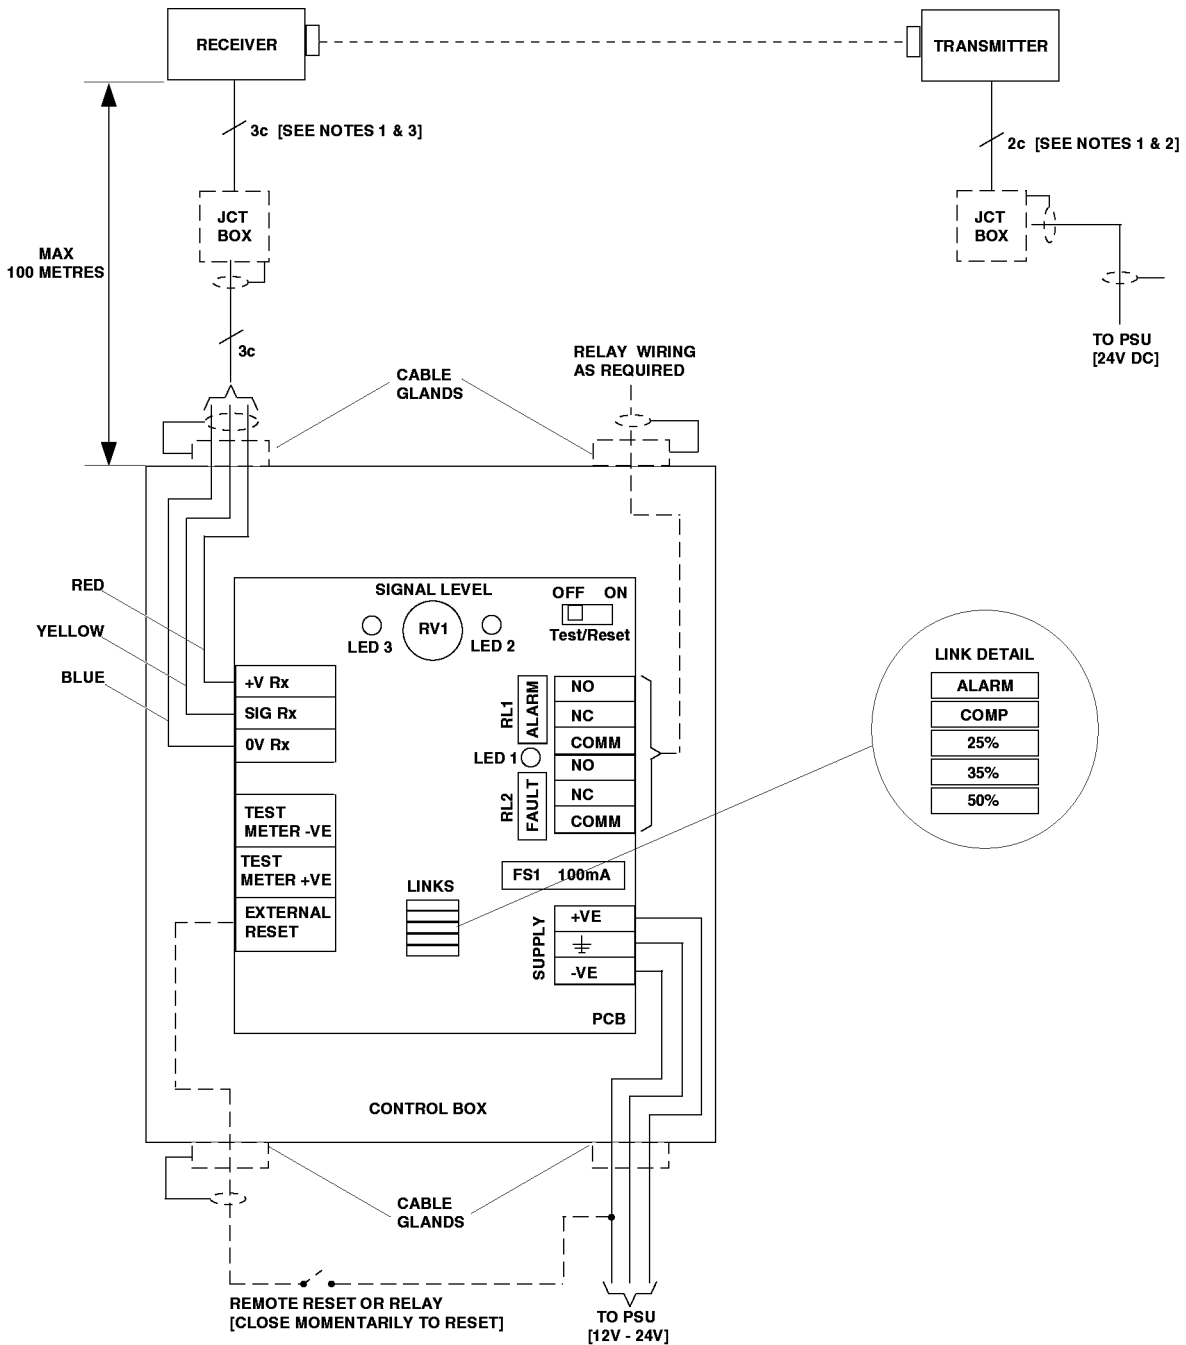 RECEIVER
TRANSMITTER
3c [SEE NOTES 1 & 3]
2c [SEE NOTES 1 & 2]
JCT
BOX
JCT
BOX
MAX
100 METRES
3c
TO PSU
[24V DC]
RELAY WIRING
AS REQUIRED
CABLE
GLANDS
RED
YELLOW
BLUE
SIGNAL LEVEL
OFF ON
RV1
LED 3
LED 2
Test/Reset
+V Rx
SIG Rx
0V Rx
RL1
ALARM
NO
NC
COMM
LED 1
RL2
FAULT
NO
NC
COMM
LINK DETAIL
ALARM
COMP
25%
35%
50%
TEST
METER -VE
TEST
METER +VE
EXTERNAL
RESET
LINKS
FS1 100mA
SUPPLY
+VE
-VE
PCB
CONTROL BOX
CABLE
GLANDS
REMOTE RESET OR RELAY
[CLOSE MOMENTARILY TO RESET]
TO PSU
[12V - 24V]